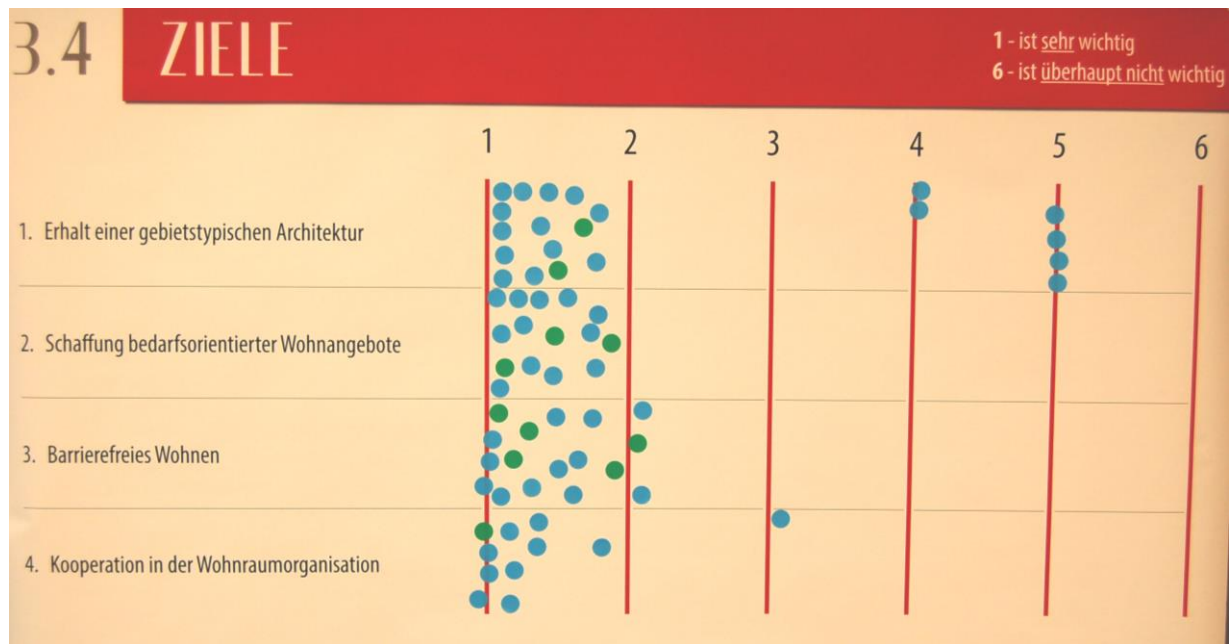 3.4 ZIELE
1 - ist sehr wichtig
6 - ist überhaupt nicht wichtig
1 2 3 4 5 6
1. Erhalt einer gebietstypischen Architektur
2. Schaffung bedarfsorientierter Wohnangebote
3. Barrierefreies Wohnen
4. Kooperation in der Wohnraumorganisation